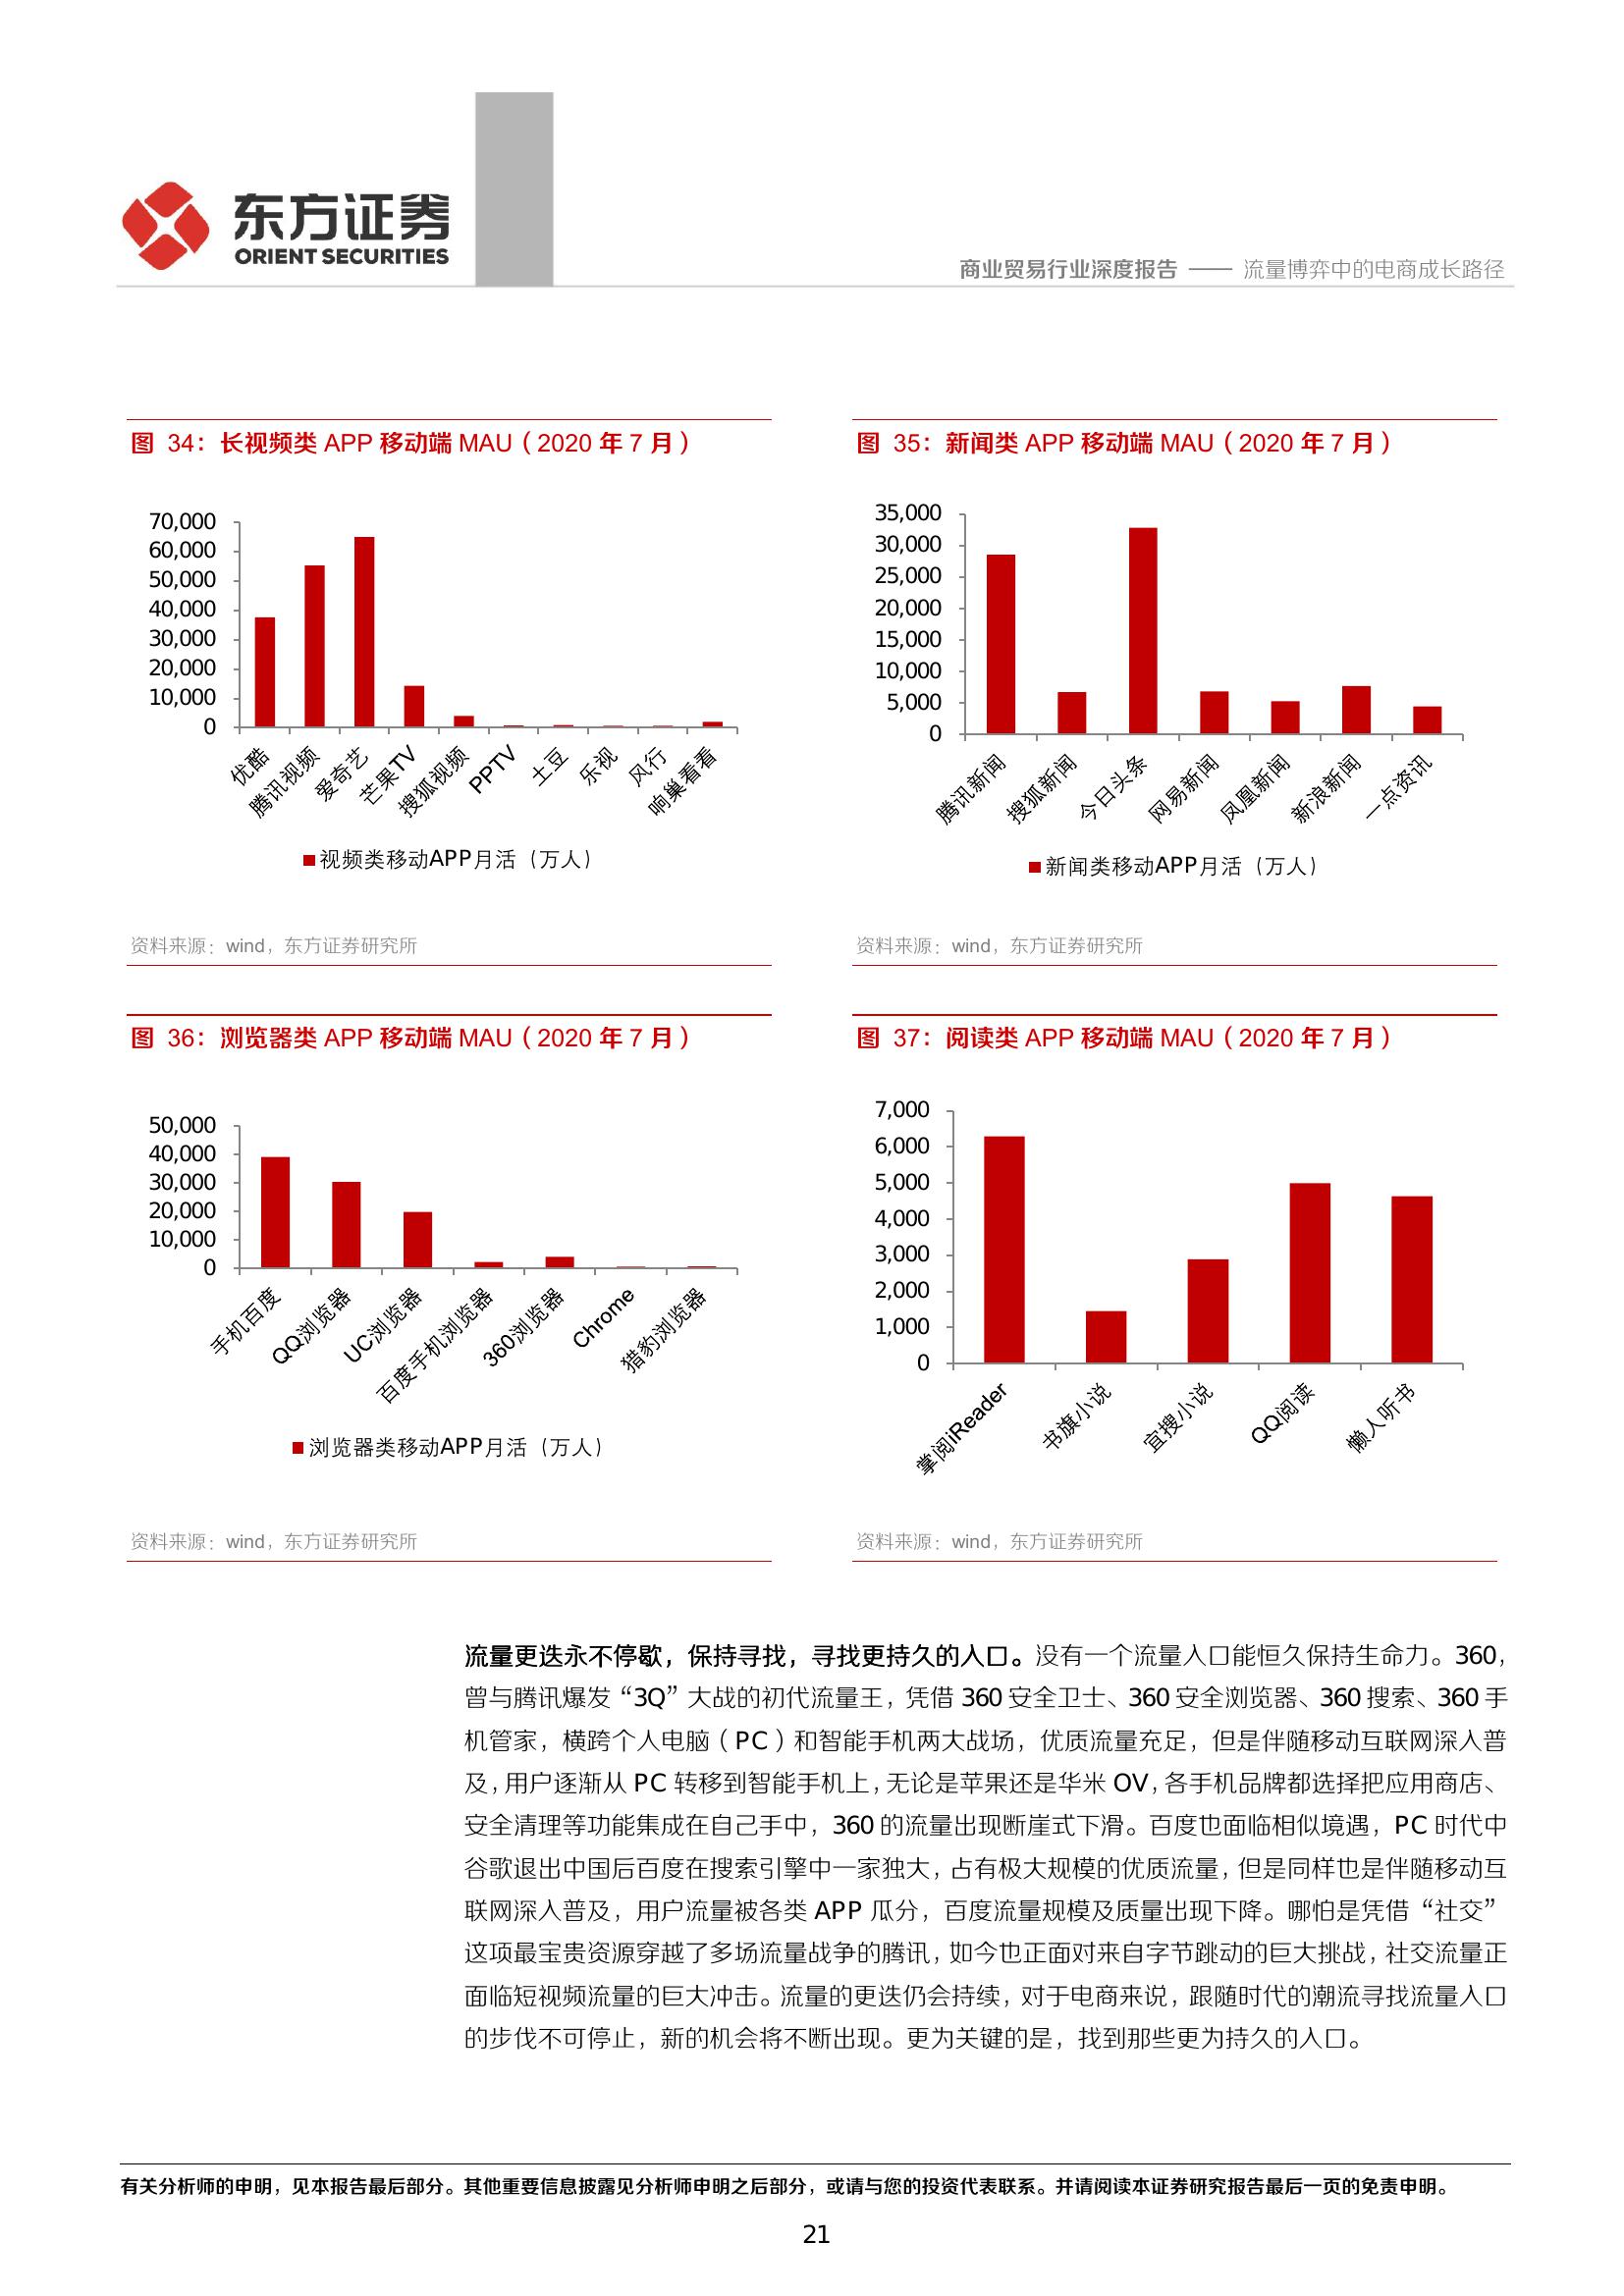 东方证券
ORIENT SECURITIES
商业贸易行业深度报告 —— 流量博弈中的电商成长路径
图 34：长视频类 APP 移动端 MAU（2020 年 7 月）
70,000
60,000
50,000
40,000
30,000
20,000
10,000
0
优酷
腾讯视频
爱奇艺
芒果TV
搜狐视频
PPTV
土豆
乐视
风行
响巢看看
视频类移动APP月活（万人）
资料来源：wind，东方证券研究所
图 35：新闻类 APP 移动端 MAU（2020 年 7 月）
35,000
30,000
25,000
20,000
15,000
10,000
5,000
0
腾讯新闻
搜狐新闻
今日头条
网易新闻
凤凰新闻
新浪新闻
一点资讯
新闻类移动APP月活（万人）
资料来源：wind，东方证券研究所
图 36：浏览器类 APP 移动端 MAU（2020 年 7 月）
50,000
40,000
30,000
20,000
10,000
0
手机百度
QQ浏览器
UC浏览器
百度手机浏览器
360浏览器
Chrome
猎豹浏览器
浏览器类移动APP月活（万人）
资料来源：wind，东方证券研究所
图 37：阅读类 APP 移动端 MAU（2020 年 7 月）
7,000
6,000
5,000
4,000
3,000
2,000
1,000
0
掌阅iReader
书旗小说
宜搜小说
QQ阅读
懒人听书
资料来源：wind，东方证券研究所
流量更迭永不停歇，保持寻找，寻找更持久的入口。没有一个流量入口能恒久保持生命力。360，
曾与腾讯爆发“3Q”大战的初代流量王，凭借 360 安全卫士、360 安全浏览器、360 搜索、360 手
机管家，横跨个人电脑（PC）和智能手机两大战场，优质流量充足，但是伴随移动互联网深入普
及，用户逐渐从 PC 转移到智能手机上，无论是苹果还是华米 OV，各手机品牌都选择把应用商店、
安全清理等功能集成在自己手中，360 的流量出现断崖式下滑。百度也面临相似境遇，PC 时代中
谷歌退出中国后百度在搜索引擎中一家独大，占有极大规模的优质流量，但是同样也是伴随移动互
联网深入普及，用户流量被各类 APP 瓜分，百度流量规模及质量出现下降。哪怕是凭借“社交”
这项最宝贵资源穿越了多场流量战争的腾讯，如今也正面对来自字节跳动的巨大挑战，社交流量正
面临短视频流量的巨大冲击。流量的更迭仍会持续，对于电商来说，跟随时代的潮流寻找流量入口
的步伐不可停止，新的机会将不断出现。更为关键的是，找到那些更为持久的入口。
有关分析师的申明，见本报告最后部分。其他重要信息披露见分析师申明之后部分，或请与您的投资代表联系。并请阅读本证券研究报告最后一页的免责申明。
21